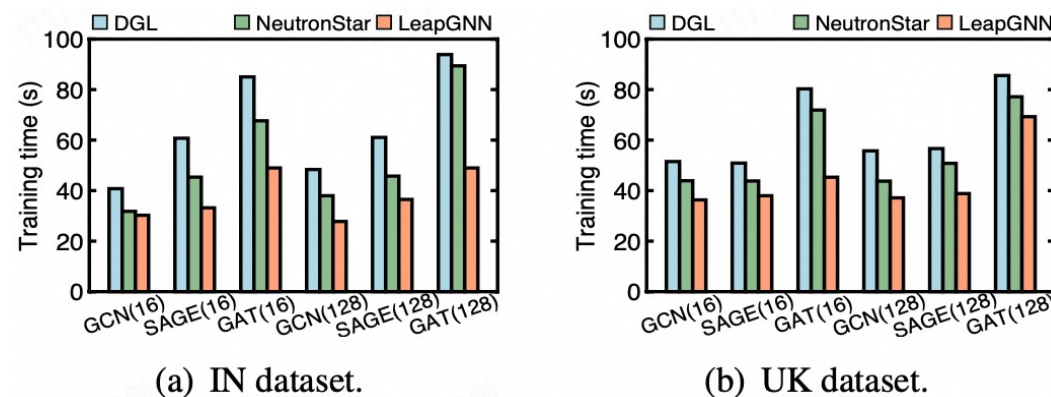 DGL NeutronStar LeapGNN
Training time (s)
100
80
60
40
20
0
GCN(16) SAGE(16) GAT(16) GCN(128) SAGE(128) GAT(128)
(a) IN dataset.
DGL NeutronStar LeapGNN
Training time (s)
100
80
60
40
20
0
GCN(16) SAGE(16) GAT(16) GCN(128) SAGE(128) GAT(128)
(b) UK dataset.